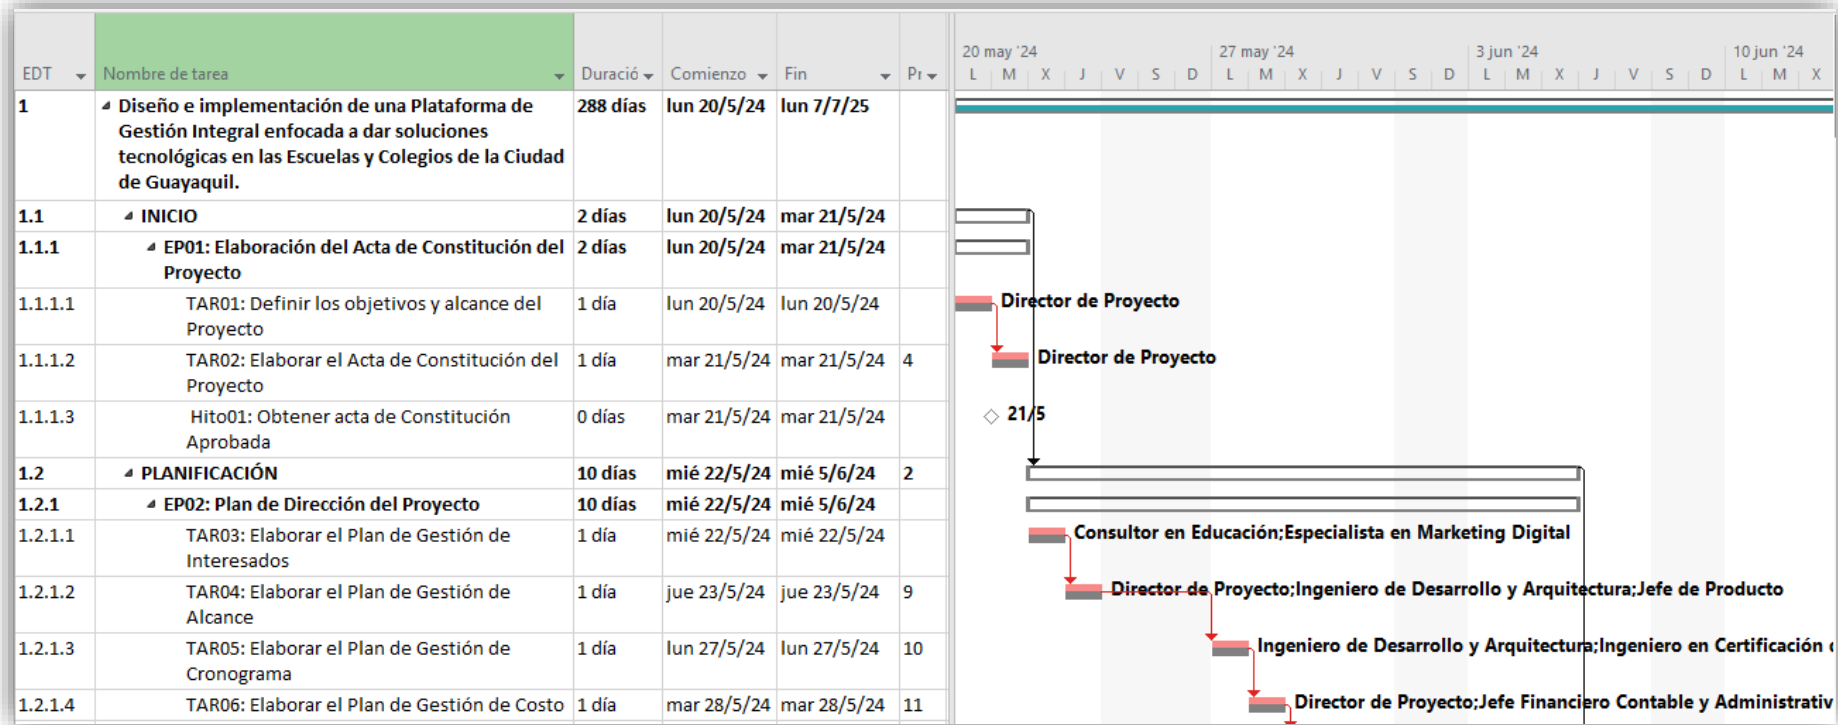 20 may '24 27 may '24 3 jun '24 10 jun '24
EDT Nombre de tarea Duració Comienzo Fin Pr L M X J V S D L M X J V S D L M X J V S D L M X
1 Diseño e implementación de una Plataforma de 288 días lun 20/5/24 lun 7/7/25
Gestión Integral enfocada a dar soluciones
tecnológicas en las Escuelas y Colegios de la Ciudad
de Guayaquil.
1.1 INICIO 2 días lun 20/5/24 mar 21/5/24
1.1.1 EP01: Elaboración del Acta de Constitución del 2 días lun 20/5/24 mar 21/5/24
Proyecto
1.1.1.1 TAR01: Definir los objetivos y alcance del 1 día lun 20/5/24 lun 20/5/24 Director de Proyecto
Proyecto
1.1.1.2 TAR02: Elaborar el Acta de Constitución del 1 día mar 21/5/24 mar 21/5/24 4 Director de Proyecto
Proyecto
1.1.1.3 Hito01: Obtener acta de Constitución 0 días mar 21/5/24 mar 21/5/24 21/5
Aprobada
1.2 PLANIFICACIÓN 10 días mié 22/5/24 mié 5/6/24 2
1.2.1 EP02: Plan de Dirección del Proyecto 10 días mié 22/5/24 mié 5/6/24
1.2.1.1 TAR03: Elaborar el Plan de Gestión de 1 día mié 22/5/24 mié 22/5/24 Consultor en Educación;Especialista en Marketing Digital
Interesados
1.2.1.2 TAR04: Elaborar el Plan de Gestión de 1 día jue 23/5/24 jue 23/5/24 9 Director de Proyecto;Ingeniero de Desarrollo y Arquitectura;Jefe de Producto
Alcance
1.2.1.3 TAR05: Elaborar el Plan de Gestión de 1 día lun 27/5/24 lun 27/5/24 10 Ingeniero de Desarrollo y Arquitectura;Ingeniero en Certificación
Cronograma
1.2.1.4 TAR06: Elaborar el Plan de Gestión de Costo 1 día mar 28/5/24 mar 28/5/24 11 Director de Proyecto;Jefe Financiero Contable y Administrativ